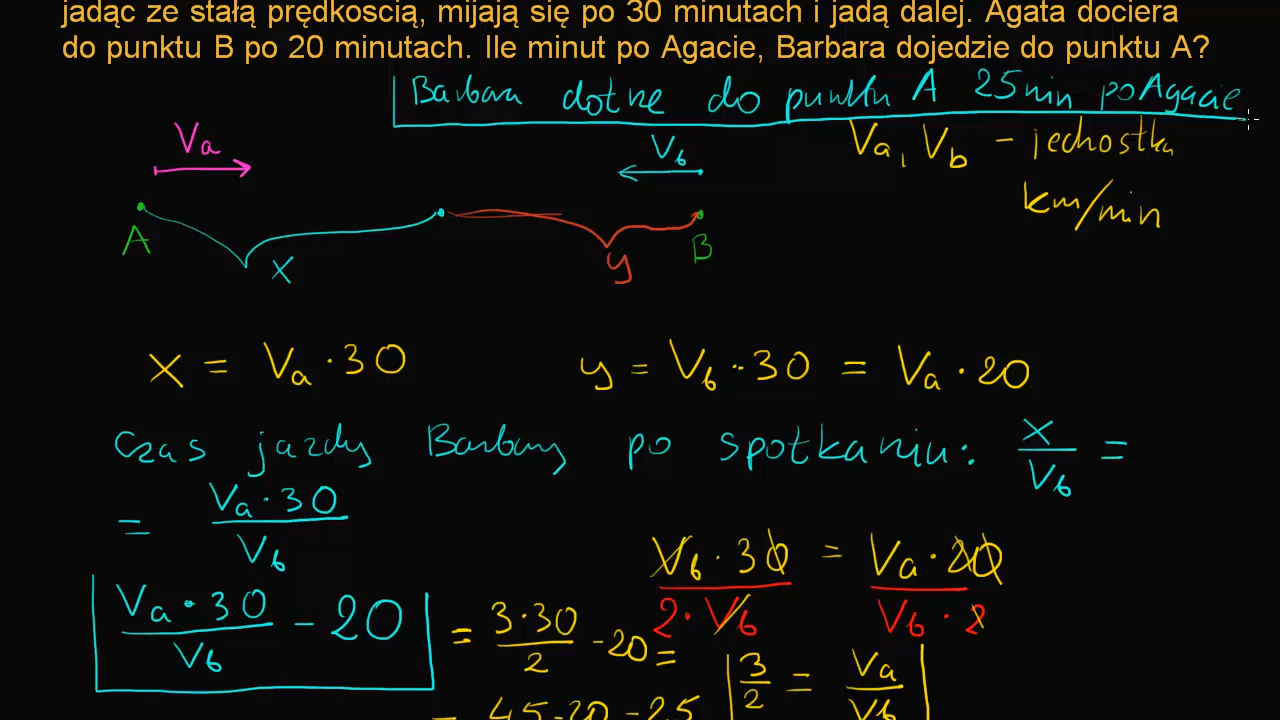 jadąc ze stałą prędkoscią, mijają się po 30 minutach i jadą dalej. Agata dociera
do punktu B po 20 minutach. Ile minut po Agacie, Barbara dojedzie do punktu A?
Barbara dotrze do punktu A 25min po Agacie
Va
Vb
Va, Vb - jednostka
km/min
A
B
x
y
x = Va · 30
y = Vb · 30 = Va · 20
Czas jazdy Barbary po spotkaniu: x/Vb =
= Va · 30/Vb
Vb · 30/2 · Vb = Va · 20/Vb · 2
Va · 30/Vb - 20 = 3 · 30/2 - 20 =
3/2 = Va/Vb
= 45 - 20 = 25